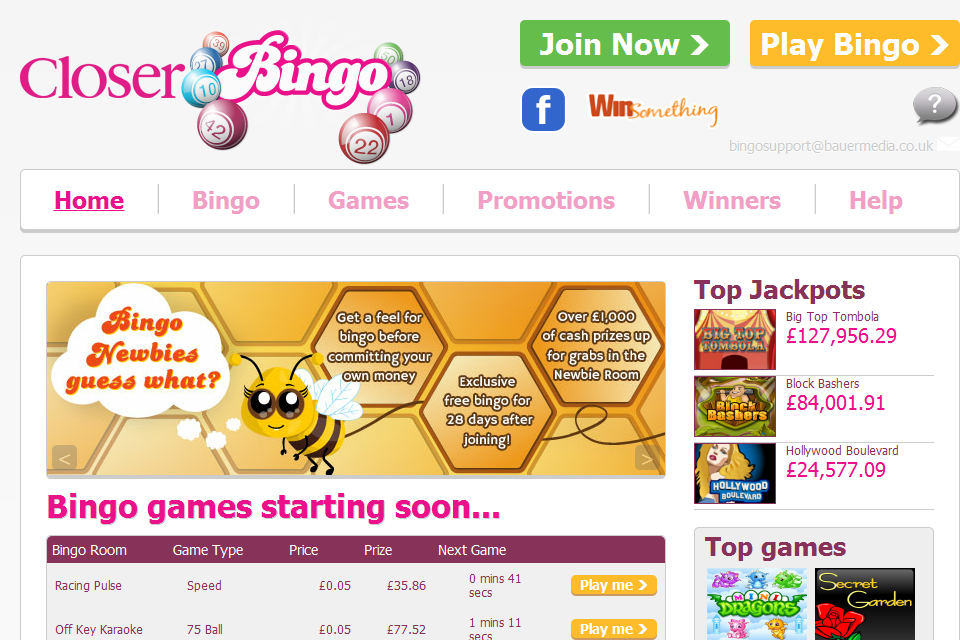 Closer Bingo
39
27
10
42
50
18
1
22
Join Now
Play Bingo
f
Win Something
?
bingosupport@bauermedia.co.uk
Home Bingo Games Promotions Winners Help
Bingo
Newbies
guess what?
Get a feel for
bingo before
committing your
own money
Exclusive
free bingo for
28 days after
joining!
Over £1,000
of cash prizes up
for grabs in the
Newbie Room
< >
Top Jackpots
BIG TOP
TOMBOLA
Big Top Tombola
£127,956.29
Block
Bashers
Block Bashers
£84,001.91
HOLLYWOOD
BOULEVARD
Hollywood Boulevard
£24,577.09
Bingo games starting soon...
Bingo Room Game Type Price Prize Next Game
Racing Pulse Speed £0.05 £35.86 0 mins 41
secs
Play me
Off Key Karaoke 75 Ball £0.05 £77.52 1 mins 11
secs
Play me
Top games
MINI
DRAGONS
Secret
Garden